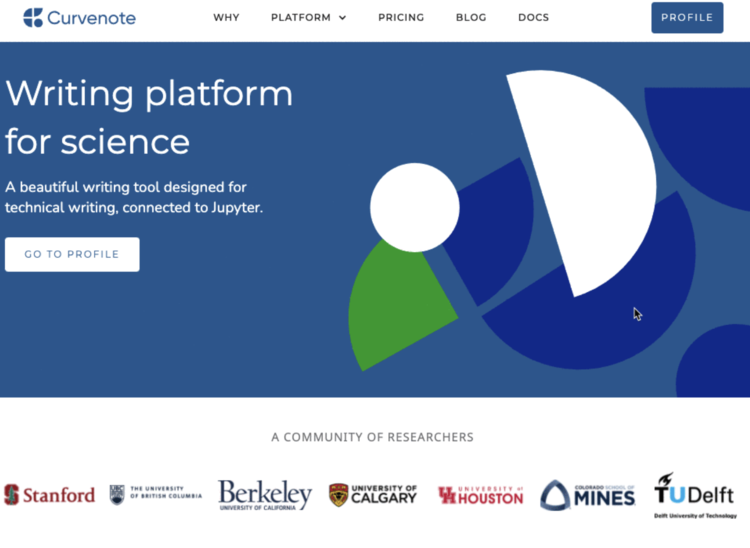 Curvenote
WHY
PLATFORM
PRICING
BLOG
DOCS
PROFILE
Writing platform
for science
A beautiful writing tool designed for
technical writing, connected to Jupyter.
GO TO PROFILE
A COMMUNITY OF RESEARCHERS
Stanford
THE UNIVERSITY
OF BRITISH COLUMBIA
Berkeley
UNIVERSITY OF CALIFORNIA
UNIVERSITY OF
CALGARY
UNIVERSITY of
HOUSTON
COLORADO SCHOOL OF
MINES
TUDelft
Delft University of Technology